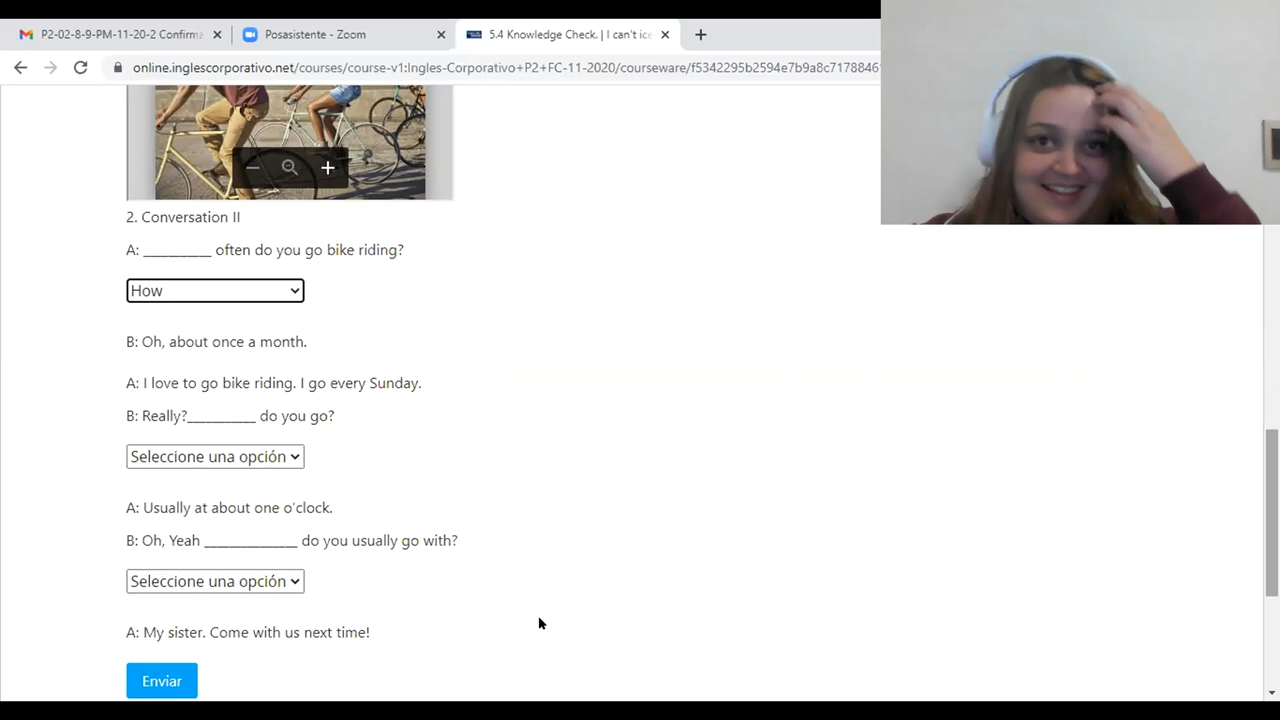 P2-02-8-9-PM-11-20-2 Confirma
Posasistente - Zoom
5.4 Knowledge Check. | I can't ice
online.inglescorporativo.net/courses/course-v1:Ingles-Corporativo+P2+FC-11-2020/courseware/f5342295b2594e7b9a8c71788461
2. Conversation II
A: __________ often do you go bike riding?
How
B: Oh, about once a month.
A: I love to go bike riding. I go every Sunday.
B: Really?__________ do you go?
Seleccione una opción
A: Usually at about one o'clock.
B: Oh, Yeah ______________ do you usually go with?
Seleccione una opción
A: My sister. Come with us next time!
Enviar